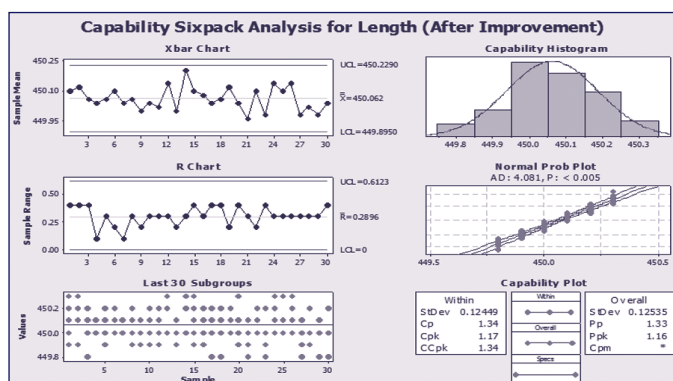 Capability Sixpack Analysis for Length (After Improvement)
Xbar Chart
Sample Mean
450.25
450.10
449.95
UCL=450.2290
X=450.062
LCL=449.8950
3 6 9 12 15 18 21 24 27 30
Capability Histogram
449.8 449.9 450.0 450.1 450.2 450.3
R Chart
Sample Range
0.50
0.25
0.00
UCL=0.6123
R=0.2896
LCL=0
3 6 9 12 15 18 21 24 27 30
Normal Prob Plot
AD: 4.081, P: < 0.005
449.5 450.0 450.5
Last 30 Subgroups
Values
450.2
450.0
449.8
5 10 15 20 25 30
Sample
Capability Plot
Within
StDev 0.12449
Cp 1.34
Cpk 1.17
CCpk 1.34
Within
Overall
Specs
Overall
StDev 0.12535
Pp 1.33
Ppk 1.16
Cpm *